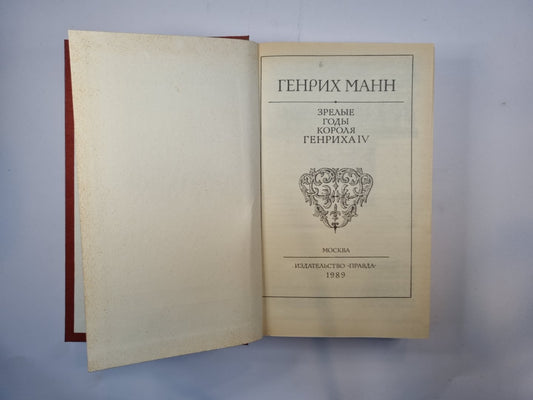 ГЕНРИХ МАНН
ЗРЕЛЫЕ
ГОДЫ
КОРОЛЯ
ГЕНРИХА IV
МОСКВА
ИЗДАТЕЛЬСТВО «ПРАВДА»
1989